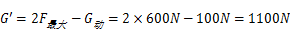 G′ = 2F最大 − G动 = 2 × 600N − 100N = 1100N